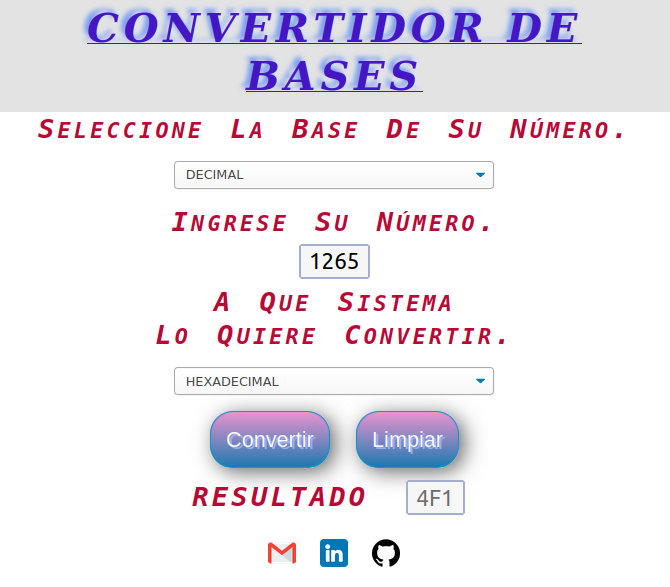 CONVERTIDOR DE
BASES
Seleccione La Base De Su Número.
DECIMAL
Ingrese Su Número.
1265
A Que Sistema
Lo Quiere Convertir.
HEXADECIMAL
Convertir Limpiar
RESULTADO 4F1
in